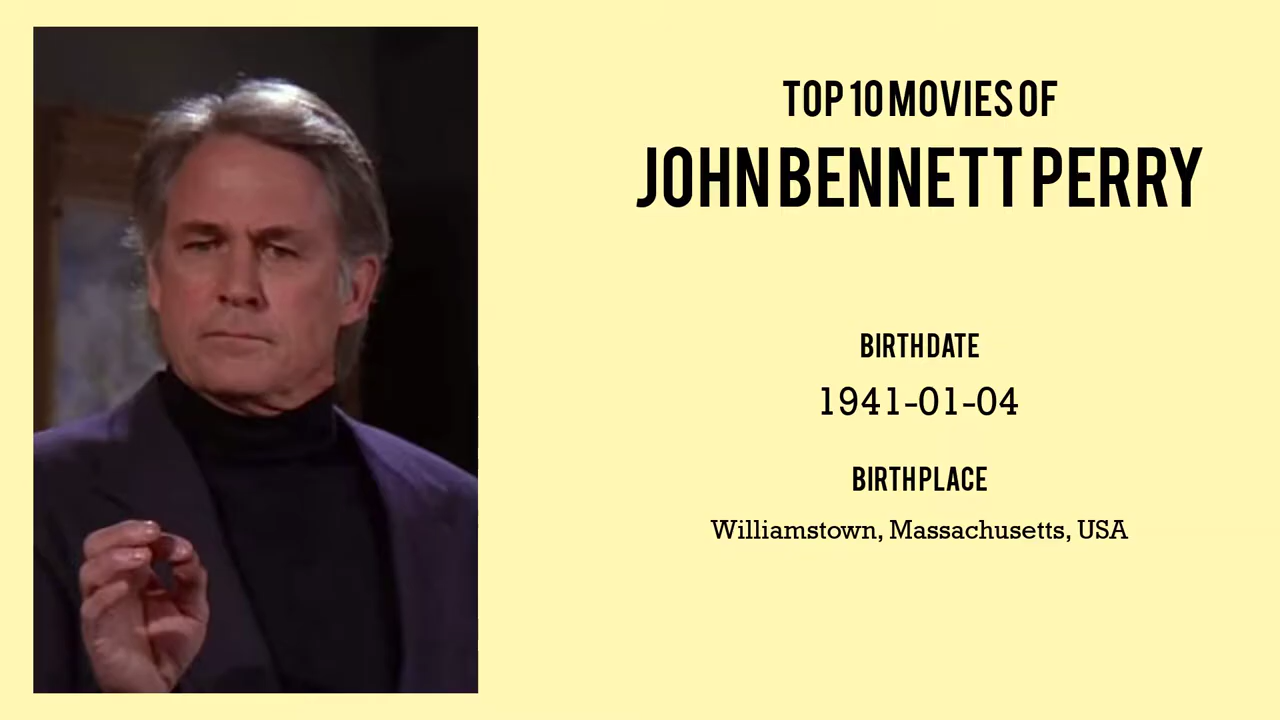 TOP 10 MOVIES OF
JOHN BENNETT PERRY
BIRTHDATE
1941-01-04
BIRTHPLACE
Williamstown, Massachusetts, USA